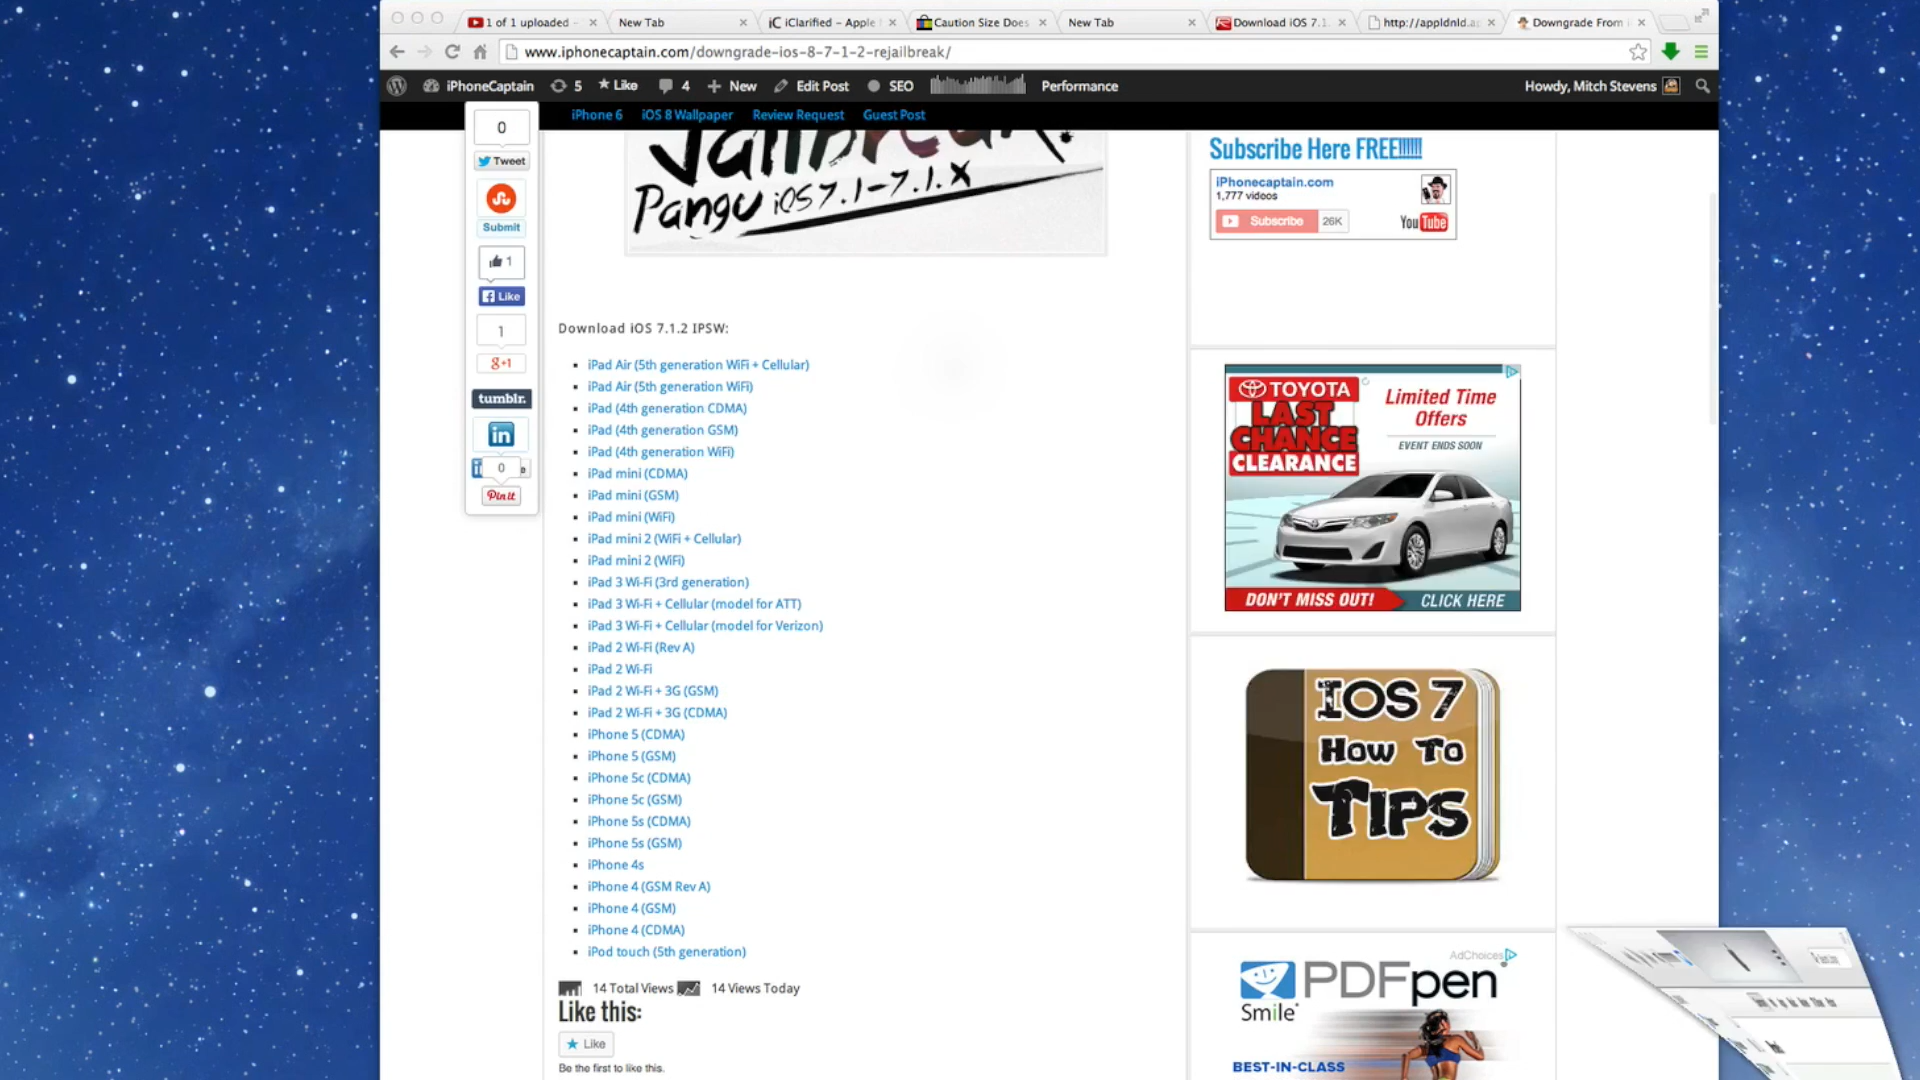 1 of 1 uploaded -
New Tab
iC iClarified – Apple
Caution Size Does
New Tab
Download iOS 7.1.
http://appldnld.a
Downgrade From
www.iphonecaptain.com/downgrade-ios-8-7-1-2-rejailbreak/
iPhoneCaptain 5 Like 4 New Edit Post SEO Performance Howdy, Mitch Stevens
iPhone 6 iOS 8 Wallpaper Review Request Guest Post
0
Tweet
Submit
1
Like
1
g+1
tumblr.
in
0
Pin it
Jailbreak
Pangu iOS 7.1-7.1.X
Download iOS 7.1.2 IPSW:
iPad Air (5th generation WiFi + Cellular)
iPad Air (5th generation WiFi)
iPad (4th generation CDMA)
iPad (4th generation GSM)
iPad (4th generation WiFi)
iPad mini (CDMA)
iPad mini (GSM)
iPad mini (WiFi)
iPad mini 2 (WiFi + Cellular)
iPad mini 2 (WiFi)
iPad 3 Wi-Fi (3rd generation)
iPad 3 Wi-Fi + Cellular (model for ATT)
iPad 3 Wi-Fi + Cellular (model for Verizon)
iPad 2 Wi-Fi (Rev A)
iPad 2 Wi-Fi
iPad 2 Wi-Fi + 3G (GSM)
iPad 2 Wi-Fi + 3G (CDMA)
iPhone 5 (CDMA)
iPhone 5 (GSM)
iPhone 5c (CDMA)
iPhone 5c (GSM)
iPhone 5s (CDMA)
iPhone 5s (GSM)
iPhone 4s
iPhone 4 (GSM Rev A)
iPhone 4 (GSM)
iPhone 4 (CDMA)
iPod touch (5th generation)
14 Total Views 14 Views Today
Like this:
Like
Be the first to like this.
Subscribe Here FREE!!!!!!
iPhonecaptain.com
1,777 videos
Subscribe 26K
YouTube
TOYOTA
LAST
CHANCE
CLEARANCE
Limited Time
Offers
EVENT ENDS SOON
DON'T MISS OUT! CLICK HERE
IOS 7
How To
Tips
AdChoices
PDFpen
Smile
BEST-IN-CLASS